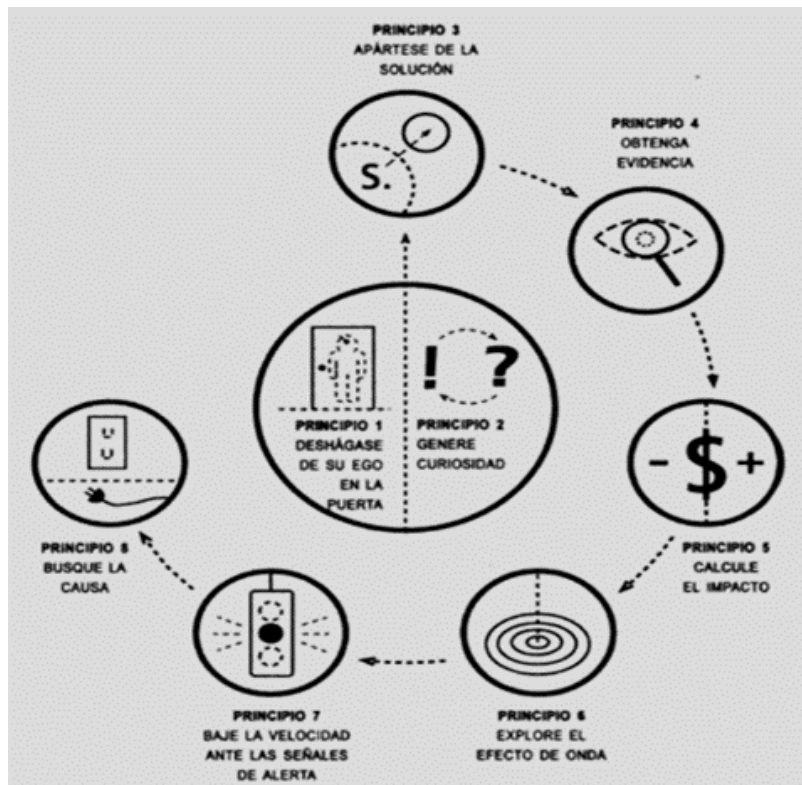 PRINCIPIO 3
APÁRTESE DE LA
SOLUCIÓN
S.
PRINCIPIO 4
OBTENGA
EVIDENCIA
! ?
PRINCIPIO 1
DESHÁGASE
DE SU EGO
EN LA
PUERTA
PRINCIPIO 2
GENERE
CURIOSIDAD
- $ +
PRINCIPIO 5
CALCULE
EL IMPACTO
PRINCIPIO 6
EXPLORE EL
EFECTO DE ONDA
PRINCIPIO 7
BAJE LA VELOCIDAD
ANTE LAS SEÑALES
DE ALERTA
PRINCIPIO 8
BUSQUE LA
CAUSA